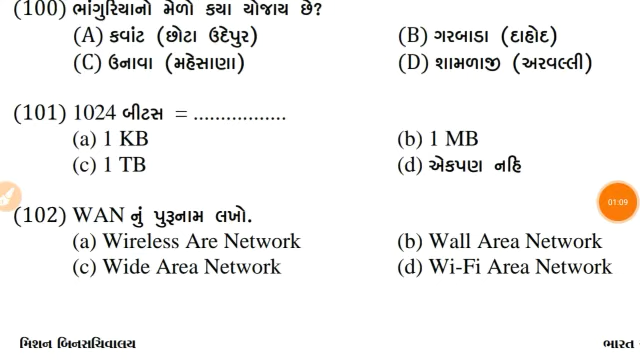 (100) ભાંગુરિયાનો મેળો કયા યોજાય છે?
(A) કવાંટ (છોટા ઉદેપુર) (B) ગરબાડા (દાહોદ)
(C) ઉનાવા (મહેસાણા) (D) શામળાજી (અરવલ્લી)
(101) 1024 બીટસ = .................
(a) 1 KB (b) 1 MB
(c) 1 TB (d) એકપણ નહિ
01:09
(102) WAN નું પુરૂનામ લખો.
(a) Wireless Are Network (b) Wall Area Network
(c) Wide Area Network (d) Wi-Fi Area Network
મિશન બિનસચિવાલય ભારત